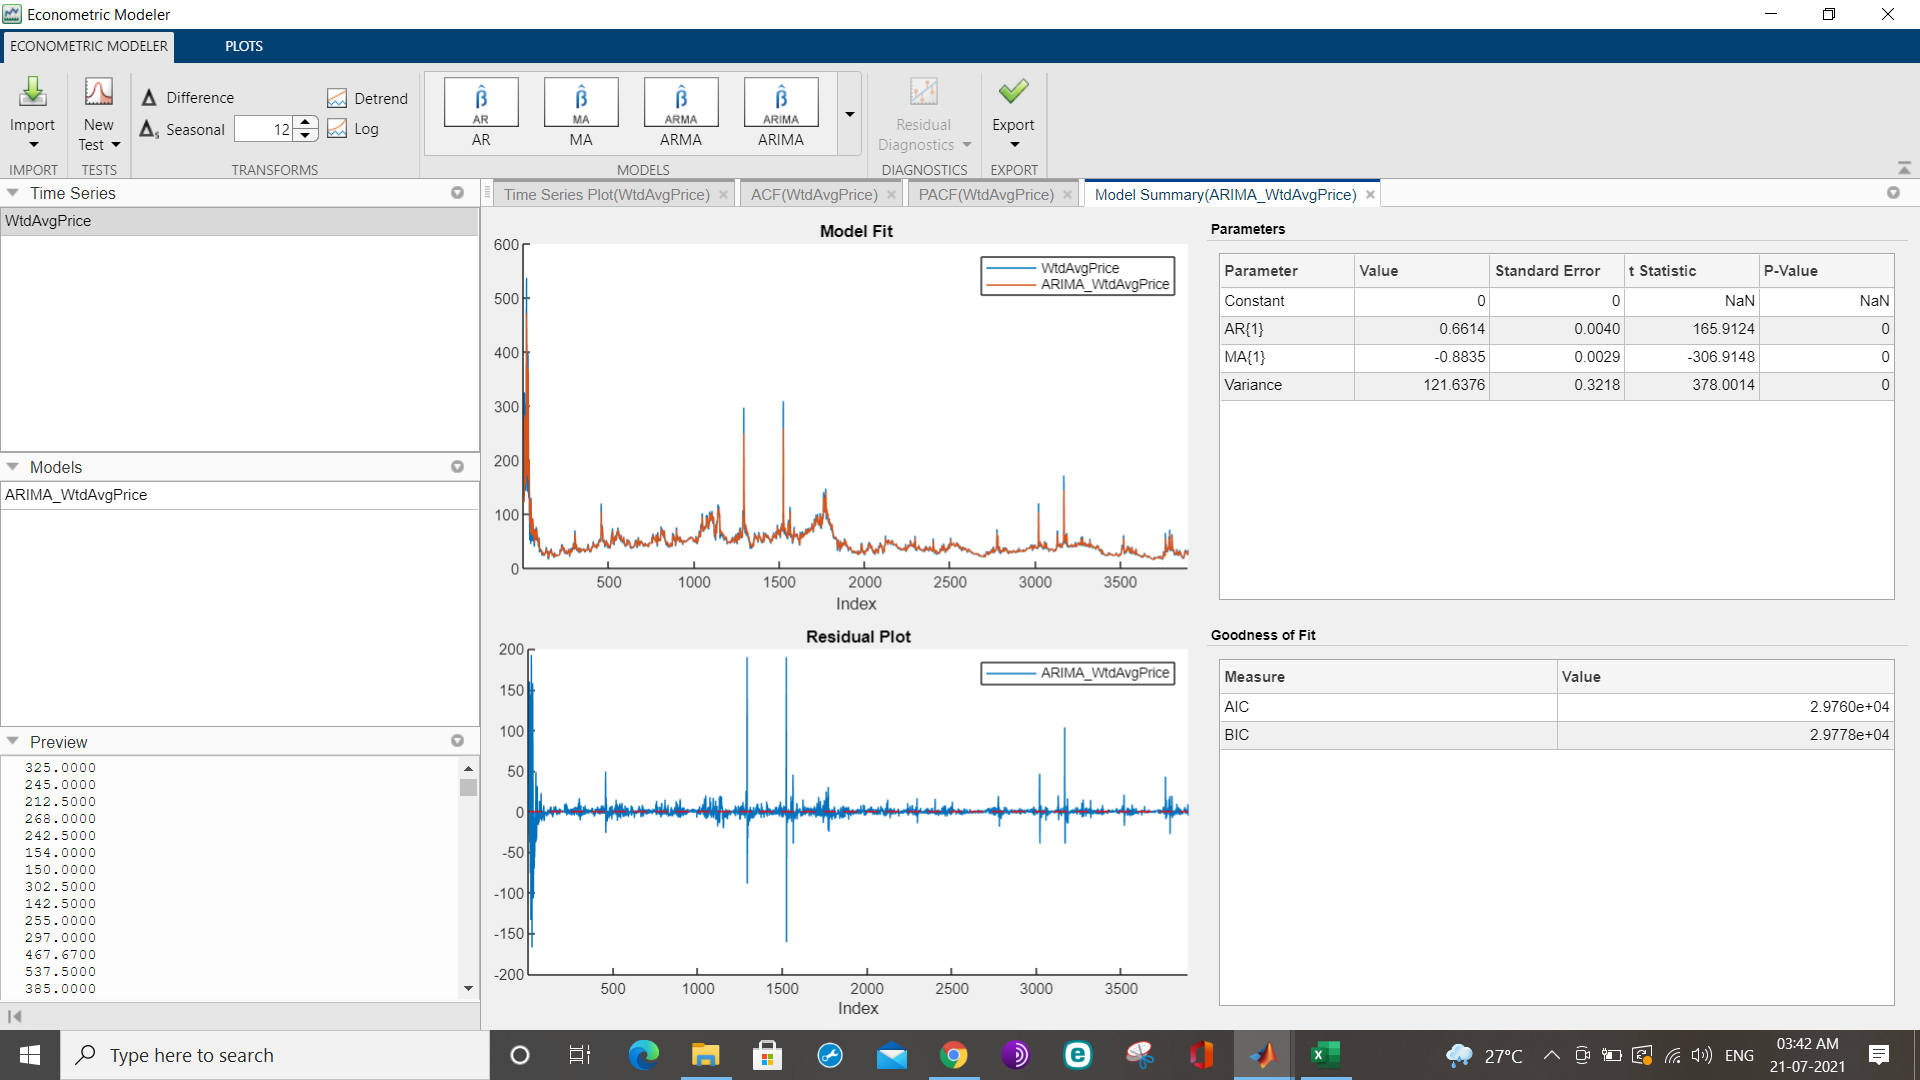 Econometric Modeler
ECONOMETRIC MODELER PLOTS
Import
IMPORT
New
Test
TESTS
Difference
Seasonal 12
Detrend
Log
TRANSFORMS
β̂ AR
AR
β̂ MA
MA
β̂ ARMA
ARMA
β̂ ARIMA
ARIMA
MODELS
Residual
Diagnostics
DIAGNOSTICS
Export
EXPORT
Time Series
WtdAvgPrice
Models
ARIMA_WtdAvgPrice
Preview
325.0000
245.0000
212.5000
268.0000
242.5000
154.0000
150.0000
302.5000
142.5000
255.0000
297.0000
467.6700
537.5000
385.0000
Time Series Plot(WtdAvgPrice) ACF(WtdAvgPrice) PACF(WtdAvgPrice) Model Summary(ARIMA_WtdAvgPrice)
Model Fit
WtdAvgPrice
ARIMA_WtdAvgPrice
600
500
400
300
200
100
0
500 1000 1500 2000 2500 3000 3500
Index
Residual Plot
ARIMA_WtdAvgPrice
200
150
100
50
0
-50
-100
-150
-200
500 1000 1500 2000 2500 3000 3500
Index
Parameters
Parameter Value Standard Error t Statistic P-Value
Constant 0 0 NaN NaN
AR{1} 0.6614 0.0040 165.9124 0
MA{1} -0.8835 0.0029 -306.9148 0
Variance 121.6376 0.3218 378.0014 0
Goodness of Fit
Measure Value
AIC 2.9760e+04
BIC 2.9778e+04
Type here to search
27°C
ENG
03:42 AM
21-07-2021